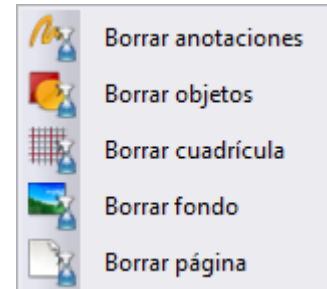 Borrar anotaciones
Borrar objetos
Borrar cuadrícula
Borrar fondo
Borrar página